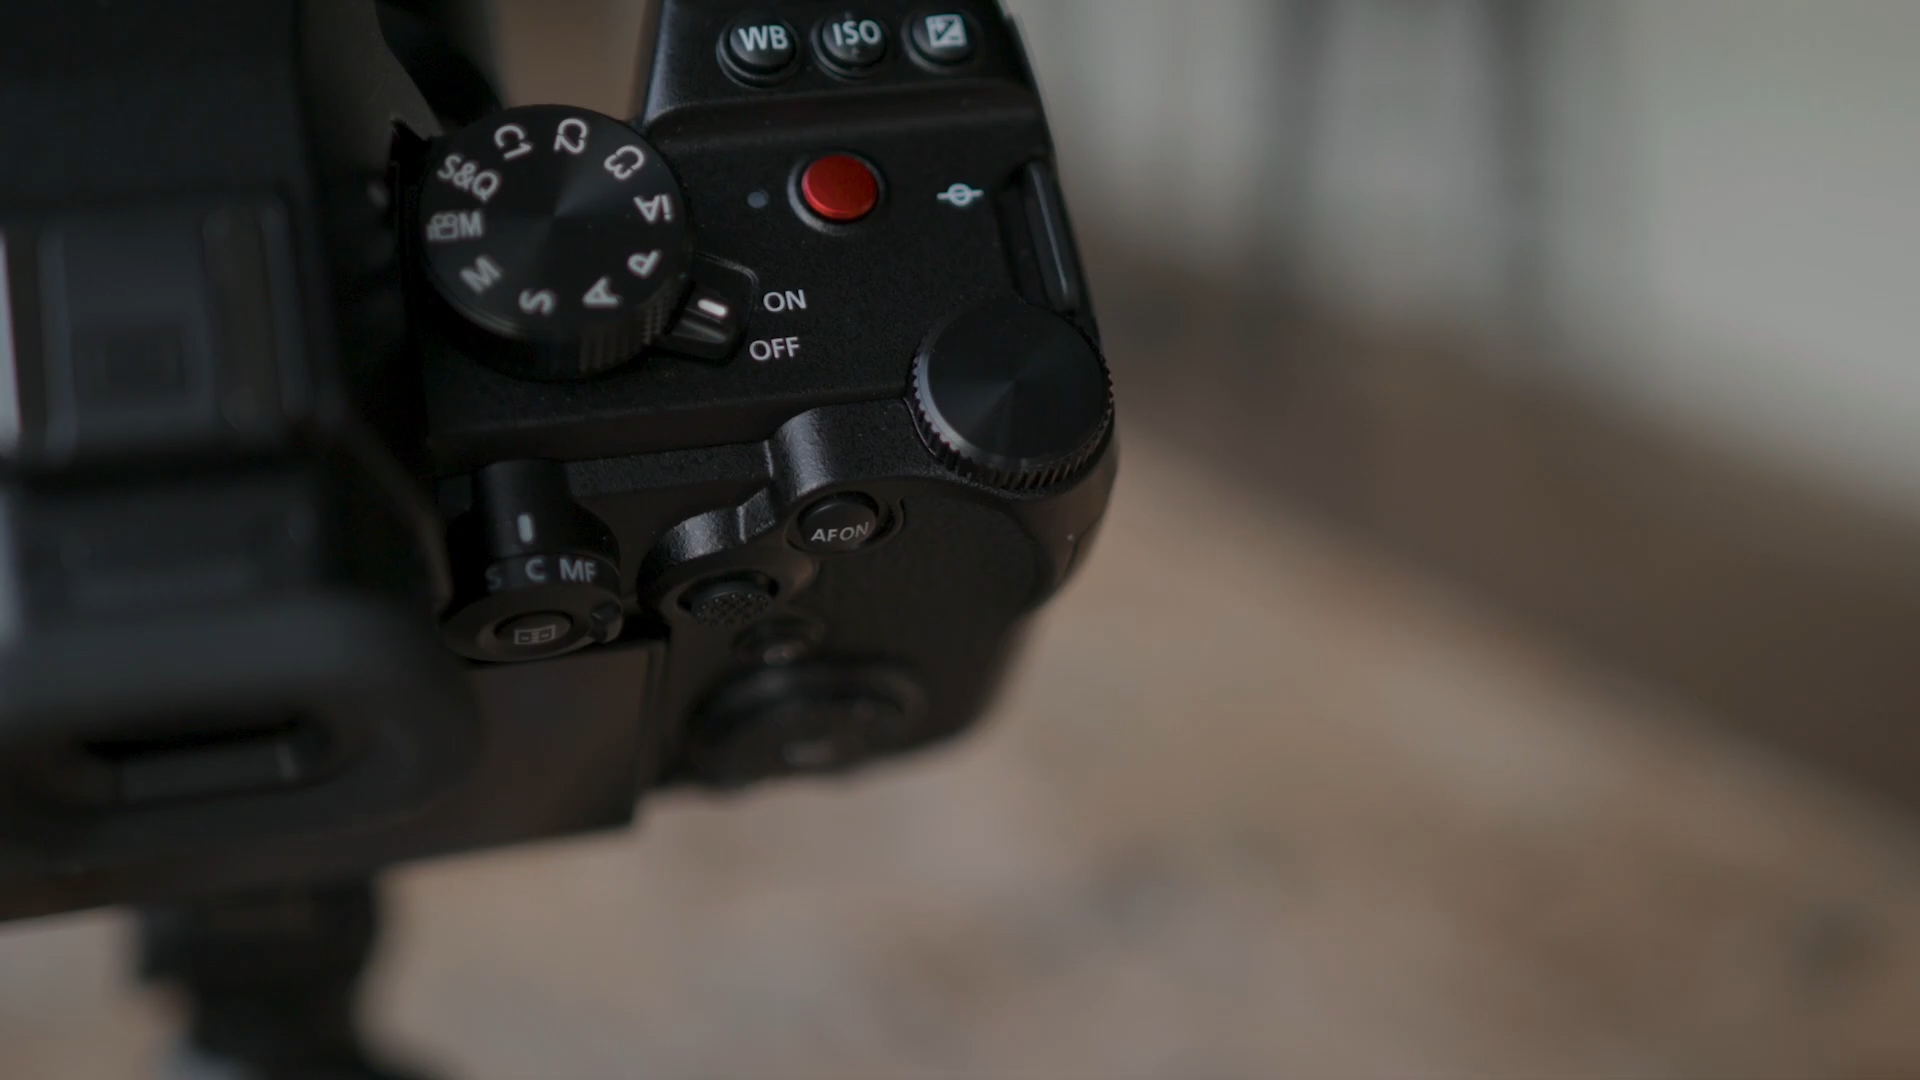 WB ISO
C1 C2 C3
S&Q
iA
M
M
P
S A
ON
OFF
AF ON
S C MF